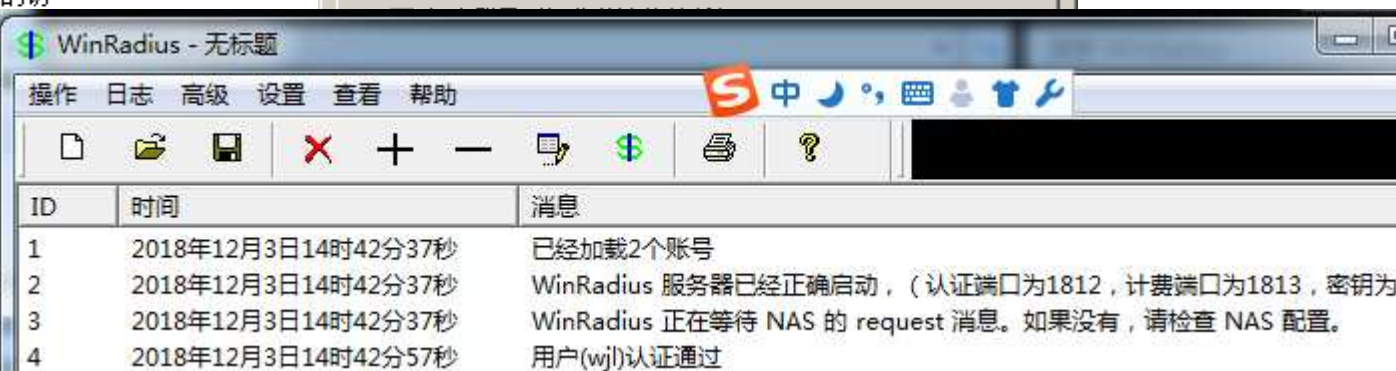 WinRadius - 无标题
操作 日志 高级 设置 查看 帮助
中
ID 时间 消息
1 2018年12月3日14时42分37秒 已经加载2个账号
2 2018年12月3日14时42分37秒 WinRadius 服务器已经正确启动，（认证端口为1812，计费端口为1813，密钥为
3 2018年12月3日14时42分37秒 WinRadius 正在等待 NAS 的 request 消息。如果没有，请检查 NAS 配置。
4 2018年12月3日14时42分57秒 用户(wjl)认证通过